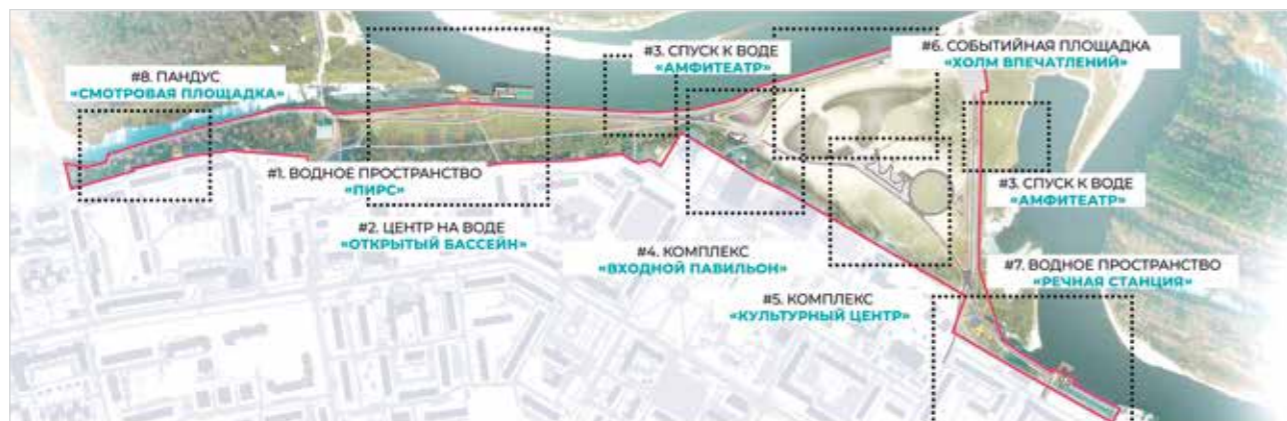 #8. ПАНДУС
«СМОТРОВАЯ ПЛОЩАДКА»
#3. СПУСК К ВОДЕ
«АМФИТЕАТР»
#6. СОБЫТИЙНАЯ ПЛОЩАДКА
«ХОЛМ ВПЕЧАТЛЕНИЙ»
#1. ВОДНОЕ ПРОСТРАНСТВО
«ПИРС»
#2. ЦЕНТР НА ВОДЕ
«ОТКРЫТЫЙ БАССЕЙН»
#3. СПУСК К ВОДЕ
«АМФИТЕАТР»
#4. КОМПЛЕКС
«ВХОДНОЙ ПАВИЛЬОН»
#7. ВОДНОЕ ПРОСТРАНСТВО
«РЕЧНАЯ СТАНЦИЯ»
#5. КОМПЛЕКС
«КУЛЬТУРНЫЙ ЦЕНТР»